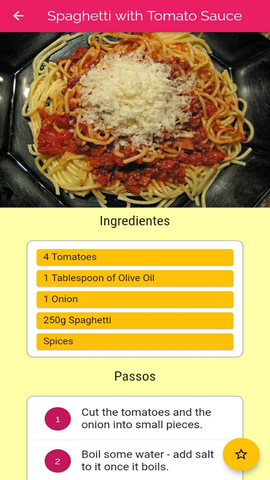 Spaghetti with Tomato Sauce
Ingredientes
4 Tomatoes
1 Tablespoon of Olive Oil
1 Onion
250g Spaghetti
Spices
Passos
1 Cut the tomatoes and the
onion into small pieces.
2 Boil some water - add salt
to it once it boils.